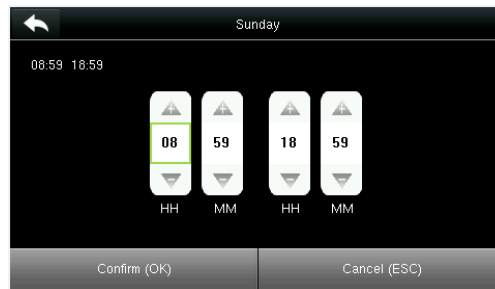 Sunday
08:59 18:59
08 59 18 59
HH MM HH MM
Confirm (OK) Cancel (ESC)